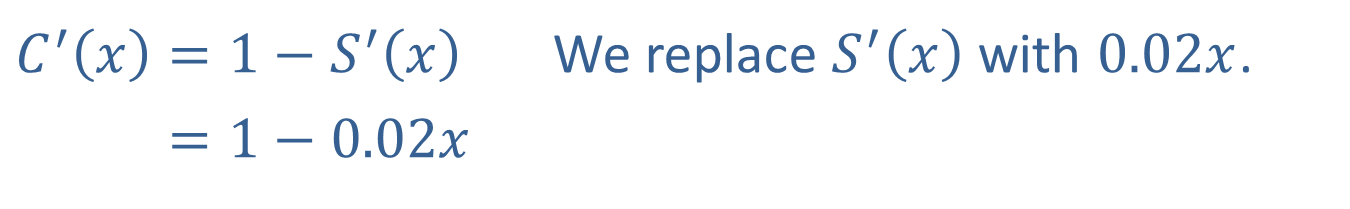 C′(x) = 1 − S′(x) We replace S′(x) with 0.02x.
= 1 − 0.02x